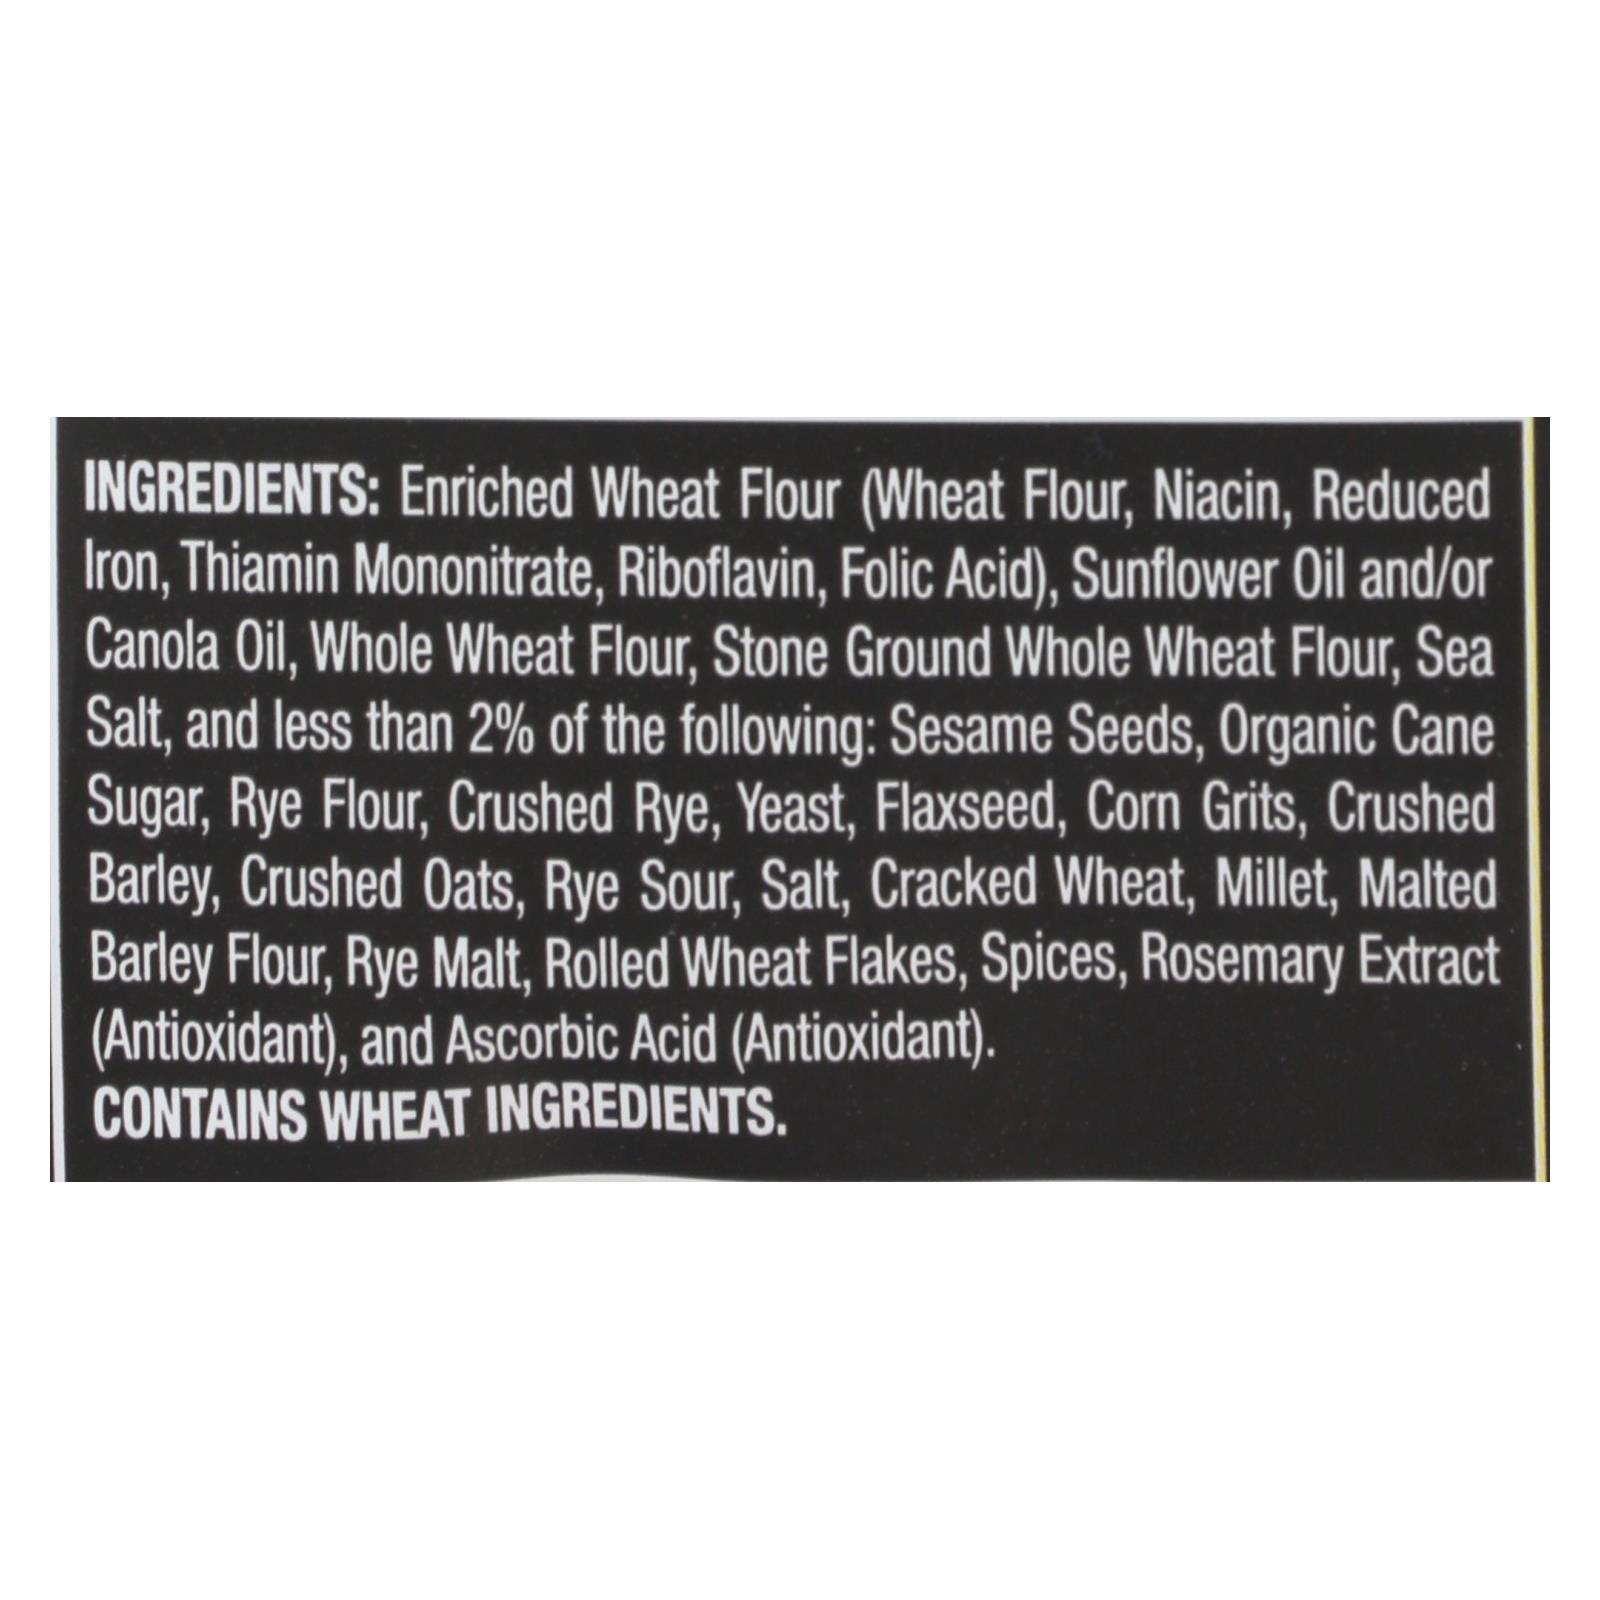 INGREDIENTS: Enriched Wheat Flour (Wheat Flour, Niacin, Reduced
Iron, Thiamin Mononitrate, Riboflavin, Folic Acid), Sunflower Oil and/or
Canola Oil, Whole Wheat Flour, Stone Ground Whole Wheat Flour, Sea
Salt, and less than 2% of the following: Sesame Seeds, Organic Cane
Sugar, Rye Flour, Crushed Rye, Yeast, Flaxseed, Corn Grits, Crushed
Barley, Crushed Oats, Rye Sour, Salt, Cracked Wheat, Millet, Malted
Barley Flour, Rye Malt, Rolled Wheat Flakes, Spices, Rosemary Extract
(Antioxidant), and Ascorbic Acid (Antioxidant).
CONTAINS WHEAT INGREDIENTS.